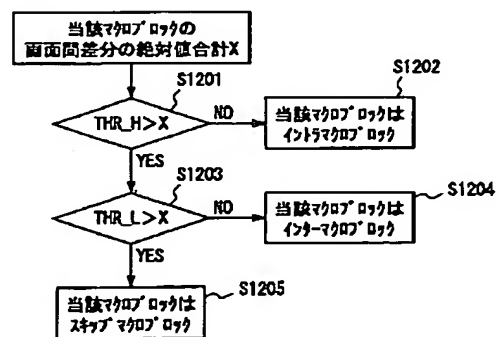 当該マクロブロックの
画面間差分の絶対値合計X
S1201
THR_H>X
NO
S1202
当該マクロブロックは
イントラマクロブロック
YES
S1203
THR_L>X
NO
S1204
当該マクロブロックは
インターマクロブロック
YES
S1205
当該マクロブロックは
スキップマクロブロック